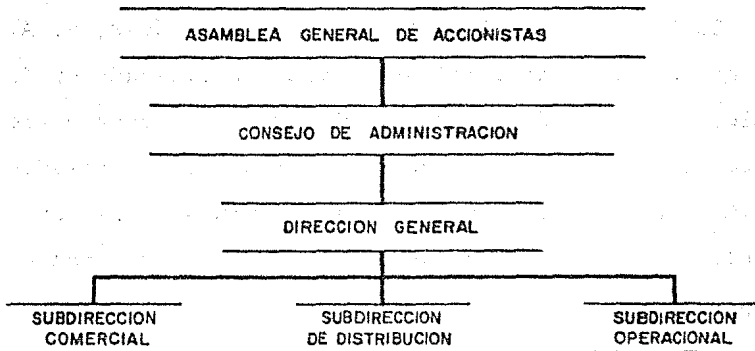 ASAMBLEA GENERAL DE ACCIONISTAS
CONSEJO DE ADMINISTRACION
DIRECCION GENERAL
SUBDIRECCION
COMERCIAL
SUBDIRECCION
DE DISTRIBUCION
SUBDIRECCION
OPERACIONAL